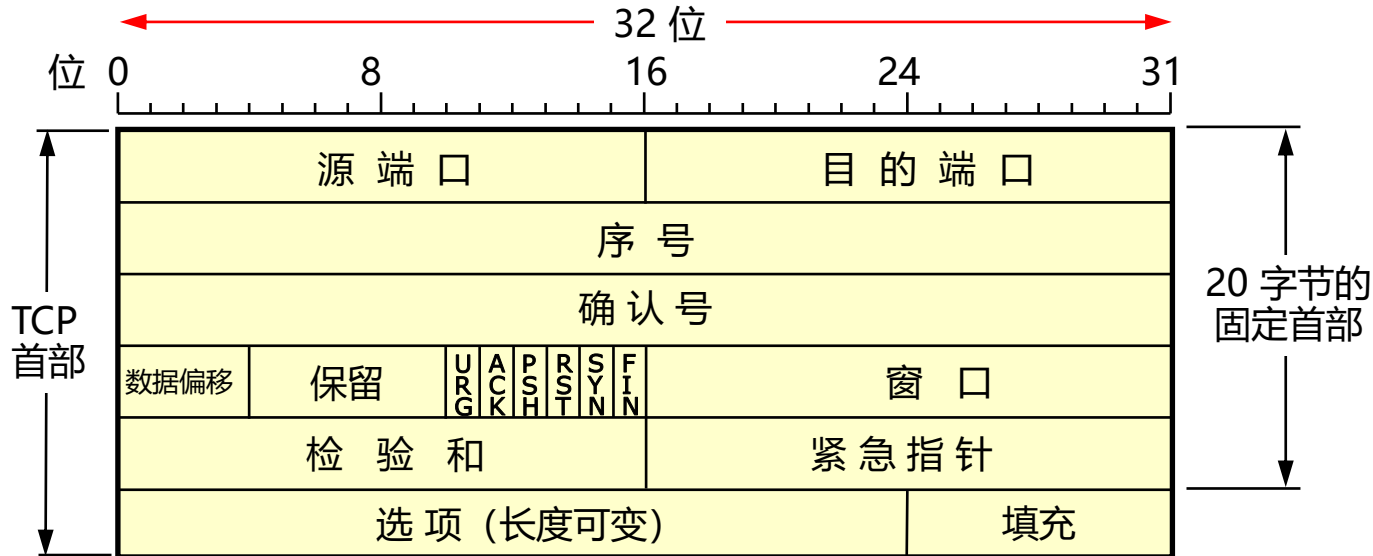 32 位
位 0 8 16 24 31
源 端 口 目 的 端 口
序 号
确 认 号
TCP
首部
20 字节的
固定首部
数据偏移 保留 URG ACK PSH RST SYN FIN 窗 口
检 验 和 紧 急 指 针
选 项 (长度可变) 填充